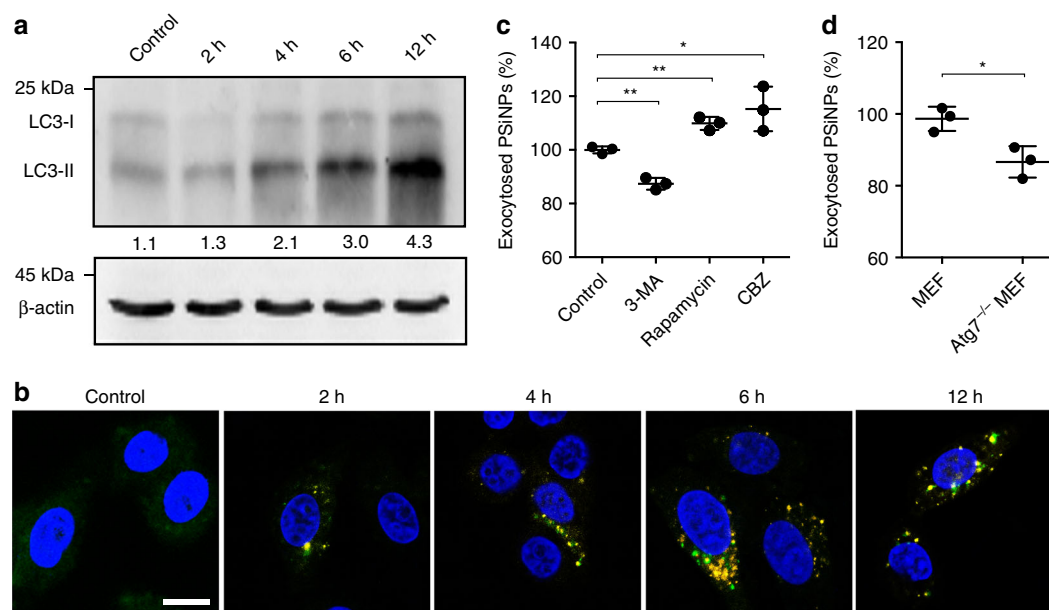 a
Control 2 h 4 h 6 h 12 h
25 kDa
LC3-I
LC3-II
1.1 1.3 2.1 3.0 4.3
45 kDa
β-actin
c
Exocytosed PSiNPs (%)
140
120
100
80
60
*
**
**
Control 3-MA Rapamycin CBZ
d
Exocytosed PSiNPs (%)
120
100
80
60
*
MEF Atg7⁻/⁻ MEF
b
Control 2 h 4 h 6 h 12 h